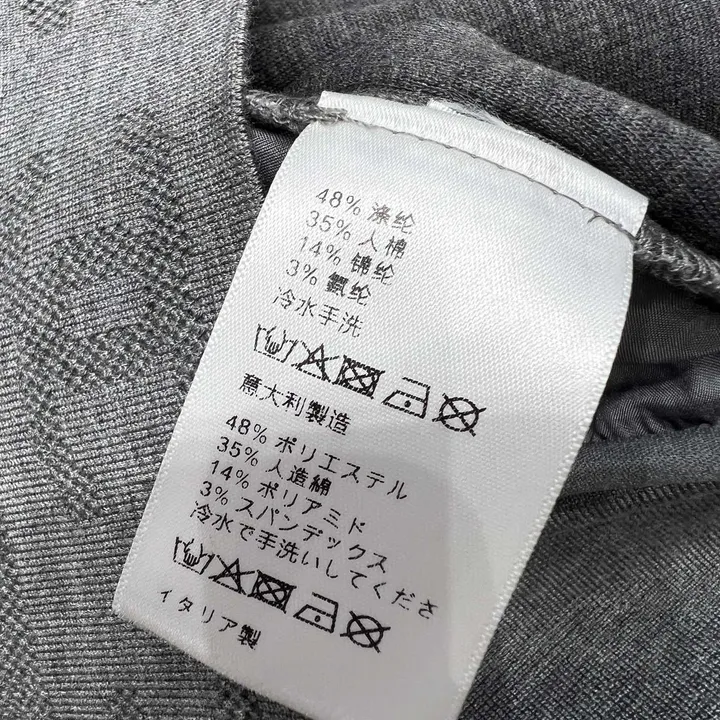 48% 涤纶
35% 人棉
14% 锦纶
3% 氨纶
冷水手洗
意大利製造
48% ポリエステル
35% 人造綿
14% ポリアミド
3% スパンデックス
冷水で手洗いしてくださ
イタリア製